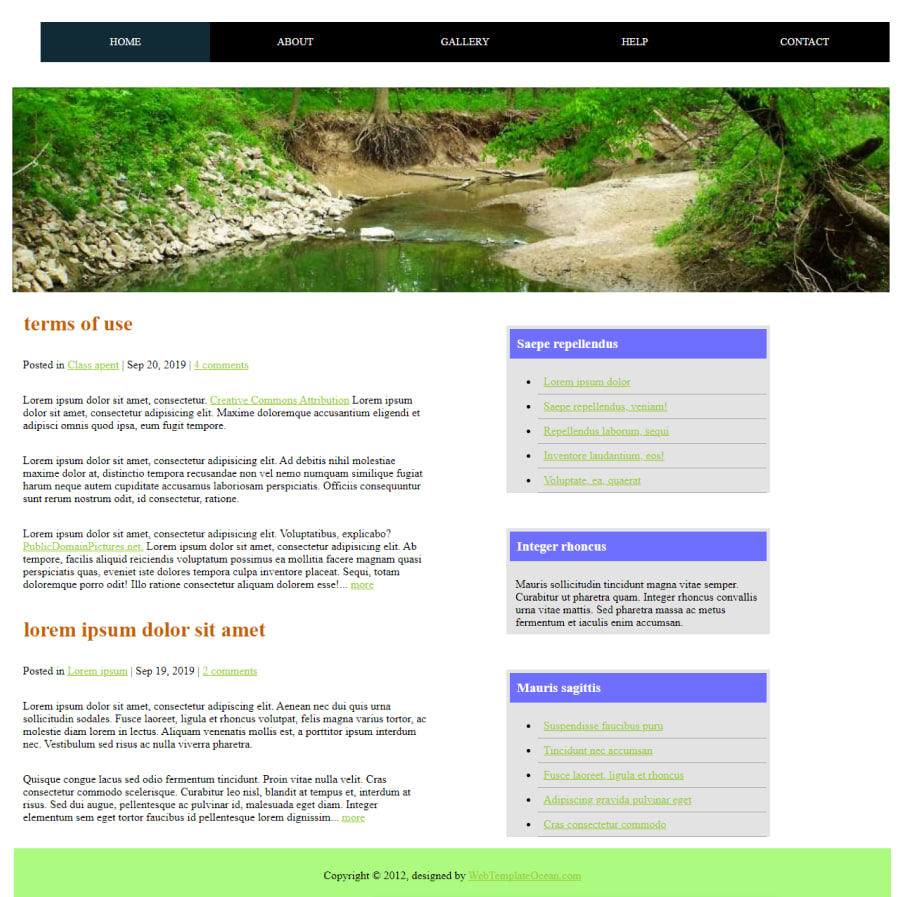 HOME ABOUT GALLERY HELP CONTACT
terms of use
Posted in Class apent | Sep 20, 2019 | 4 comments
Lorem ipsum dolor sit amet, consectetur. Creative Commons Attribution Lorem ipsum
dolor sit amet, consectetur adipisicing elit. Maxime doloremque accusantium eligendi et
adipisci omnis quod ipsa, eum fugit tempore.
Lorem ipsum dolor sit amet, consectetur adipisicing elit. Ad debitis nihil molestiae
maxime dolor at, distinctio tempora recusandae non vel nemo numquam similique fugiat
harum neque autem cupiditate accusamus laboriosam perspiciatis. Officiis consequuntur
sunt rerum nostrum odit, id consectetur, ratione.
Lorem ipsum dolor sit amet, consectetur adipisicing elit. Voluptatibus, explicabo?
PublicDomainPictures.net. Lorem ipsum dolor sit amet, consectetur adipisicing elit. Ab
tempore, facilis aliquid reiciendis voluptatum possimus ea mollitia facere magnam quasi
perspiciatis quas, eveniet iste dolores tempora culpa inventore placeat. Sequi, totam
doloremque porro odit! Illo ratione consectetur aliquam dolorem esse!... more
lorem ipsum dolor sit amet
Posted in Lorem ipsum | Sep 19, 2019 | 2 comments
Lorem ipsum dolor sit amet, consectetur adipiscing elit. Aenean nec dui quis urna
sollicitudin sodales. Fusce laoreet, ligula et rhoncus volutpat, felis magna varius tortor, ac
molestie diam lorem in lectus. Aliquam venenatis mollis est, a porttitor ipsum interdum
nec. Vestibulum sed risus ac nulla viverra pharetra.
Quisque congue lacus sed odio fermentum tincidunt. Proin vitae nulla velit. Cras
consectetur commodo scelerisque. Curabitur leo nisl, blandit at tempus et, interdum at
risus. Sed dui augue, pellentesque ac pulvinar id, malesuada eget diam. Integer
elementum sem eget tortor faucibus id pellentesque lorem dignissim... more
Saepe repellendus
Lorem ipsum dolor
Saepe repellendus, veniam!
Repellendus laborum, sequi
Inventore laudantium, eos!
Voluptate, ea, quaerat
Integer rhoncus
Mauris sollicitudin tincidunt magna vitae semper.
Curabitur ut pharetra quam. Integer rhoncus convallis
urna vitae mattis. Sed pharetra massa ac metus
fermentum et iaculis enim accumsan.
Mauris sagittis
Suspendisse faucibus puru
Tincidunt nec accumsan
Fusce laoreet, ligula et rhoncus
Adipiscing gravida pulvinar eget
Cras consectetur commodo
Copyright © 2012, designed by WebTemplateOcean.com